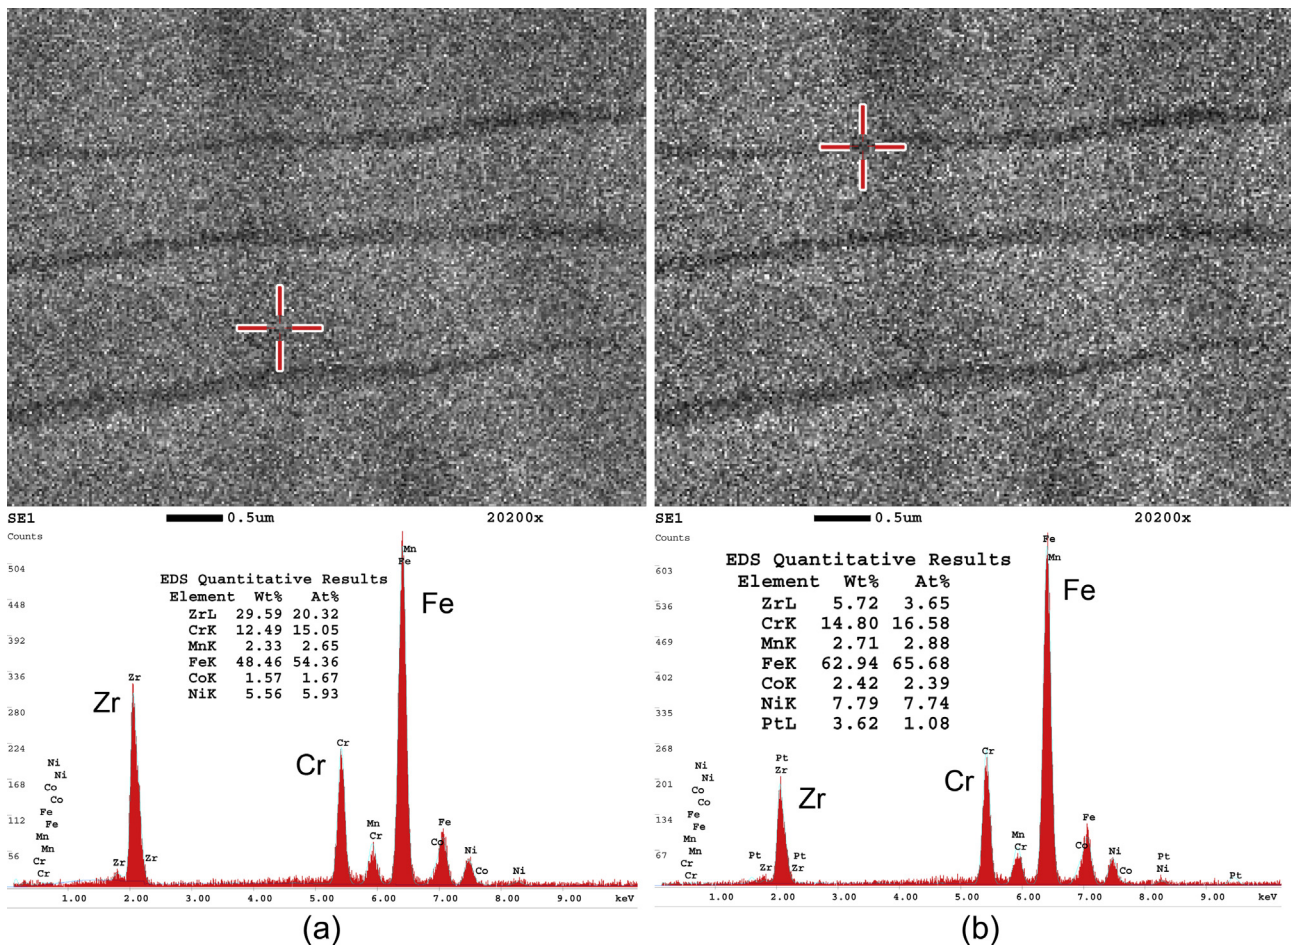 SE1 0.5um 20200x
Counts
504
448
392
336
280
224
168
112
56
EDS Quantitative Results
Element Wt% At%
ZrL 29.59 20.32
CrK 12.49 15.05
MnK 2.33 2.65
FeK 48.46 54.36
CoK 1.57 1.67
NiK 5.56 5.93
Mn
Fe
Fe
Zr
Zr
Cr
Cr
Ni
Ni
Co
Co
Fe
Fe
Mn
Mn
Cr
Cr
Zr
Zr
Mn
Cr
Fe
Co
Ni
Co
Ni
1.00 2.00 3.00 4.00 5.00 6.00 7.00 8.00 9.00 keV
(a)
SE1 0.5um 20200x
Counts
603
536
469
402
335
268
201
134
67
EDS Quantitative Results
Element Wt% At%
ZrL 5.72 3.65
CrK 14.80 16.58
MnK 2.71 2.88
FeK 62.94 65.68
CoK 2.42 2.39
NiK 7.79 7.74
PtL 3.62 1.08
Fe
Mn
Fe
Pt
Zr
Zr
Cr
Cr
Ni
Ni
Co
Co
Fe
Fe
Mn
Mn
Cr
Cr
Pt
Zr
Pt
Zr
Mn
Cr
Fe
Co
Ni
Co
Pt
Ni
Pt
1.00 2.00 3.00 4.00 5.00 6.00 7.00 8.00 9.00 keV
(b)